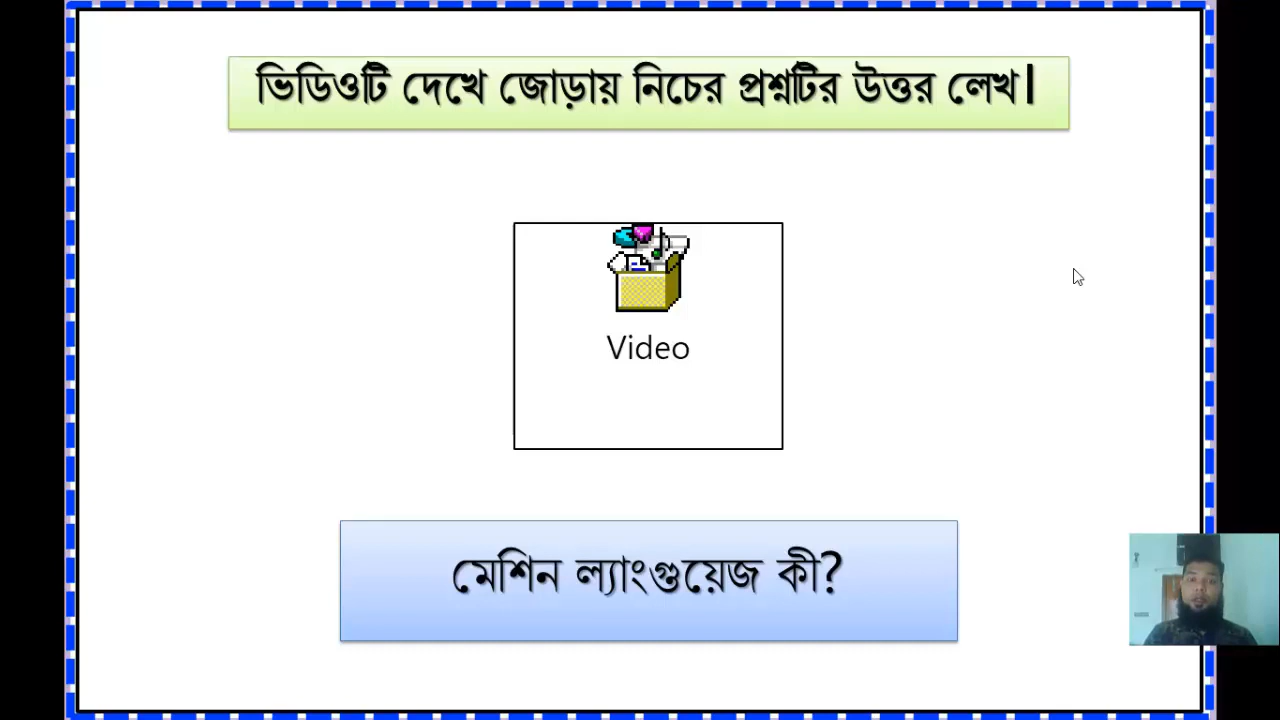 ভিডিওটি দেখে জোড়ায় নিচের প্রশ্নটির উত্তর লেখ।
Video
মেশিন ল্যাংগুয়েজ কী?